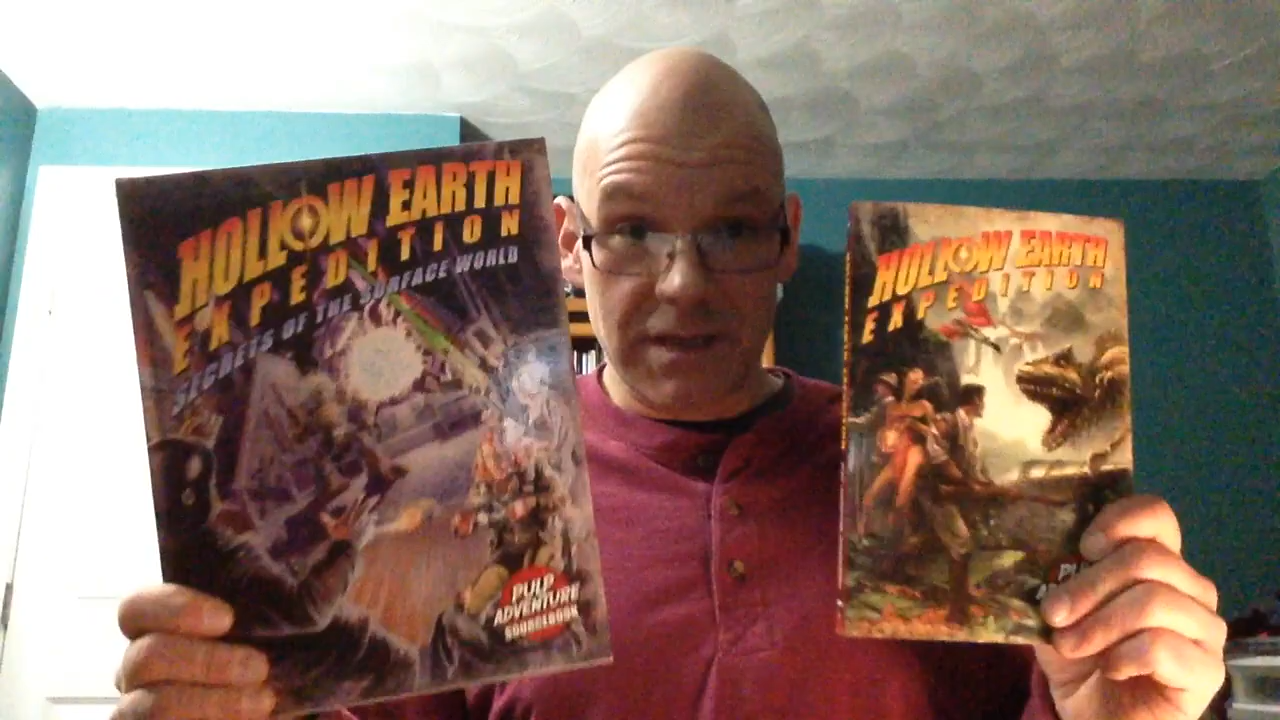 HOLLOW EARTH
EXPEDITION
SECRETS OF THE SURFACE WORLD
PULP
ADVENTURE
SOURCEBOOK
HOLLOW EARTH
EXPEDITION